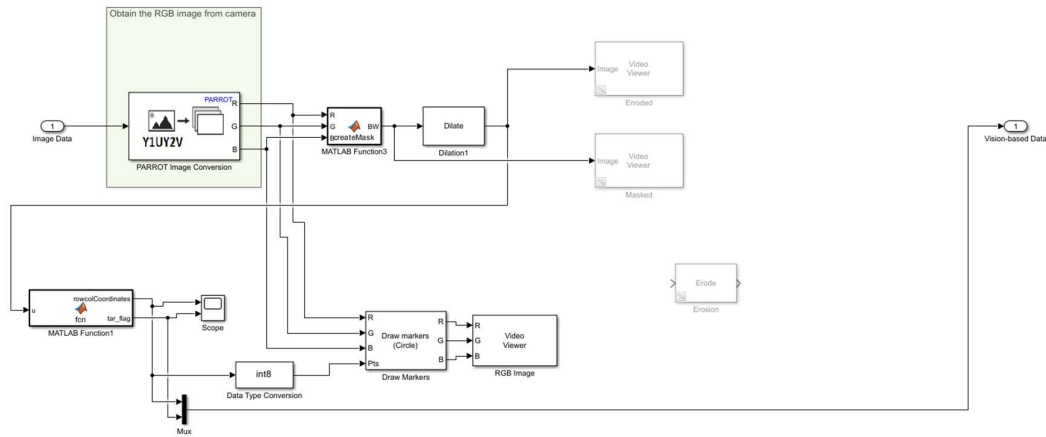 Obtain the RGB image from camera
1
Image Data
PARROT
Y1UY2V
R
G
B
PARROT Image Conversion
R
G
B
createMask
BW
MATLAB Function3
Dilate
Dilation1
Image
Video
Viewer
Erroded
Image
Video
Viewer
Masked
1
Vision-based Data
Erode
Erosion
u
rowcolCoordinates
fcn
tar_flag
MATLAB Function1
Scope
R
G
B
Pts
Draw markers
(Circle)
R
G
B
Draw Markers
R
G
B
Video
Viewer
RGB Image
int8
Data Type Conversion
Mux